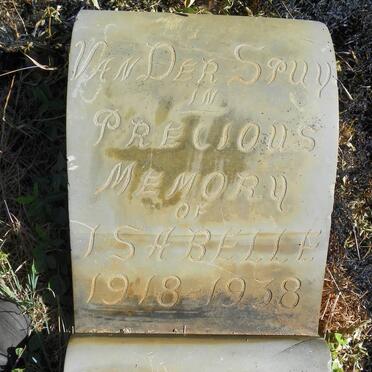 VAN DER SPUY
IN
PRECIOUS
MEMORY
OF
ISABELLE
1918-1938